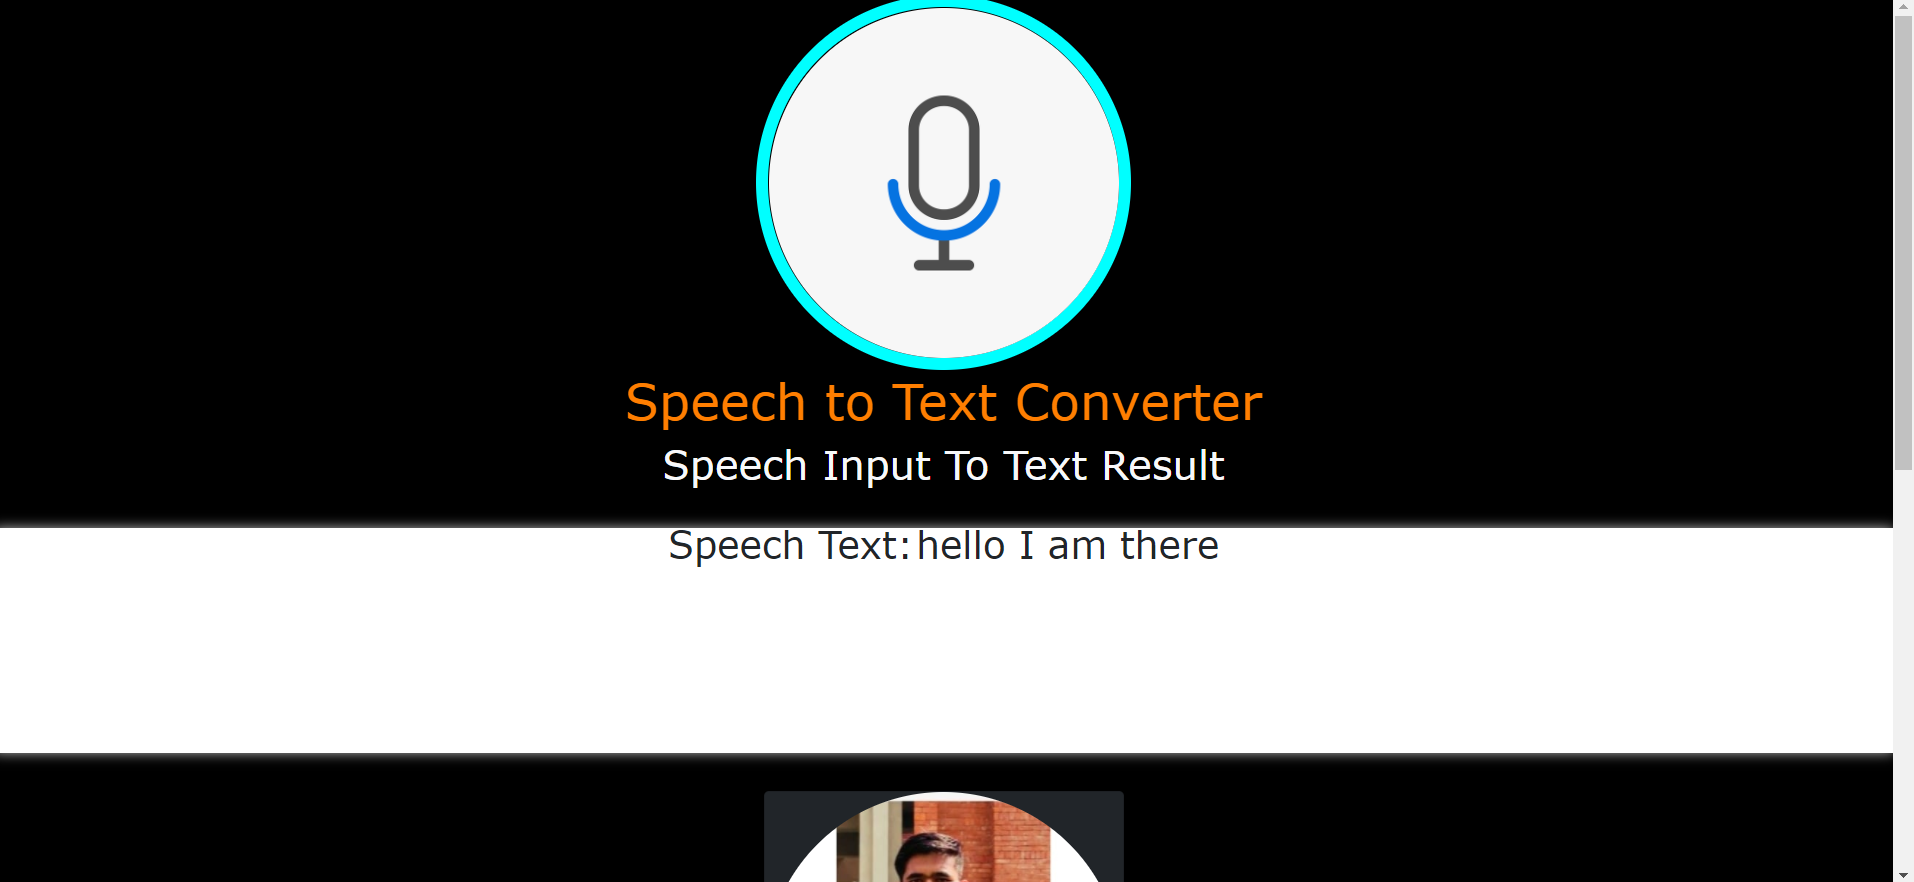 Speech to Text Converter
Speech Input To Text Result
Speech Text: hello I am there